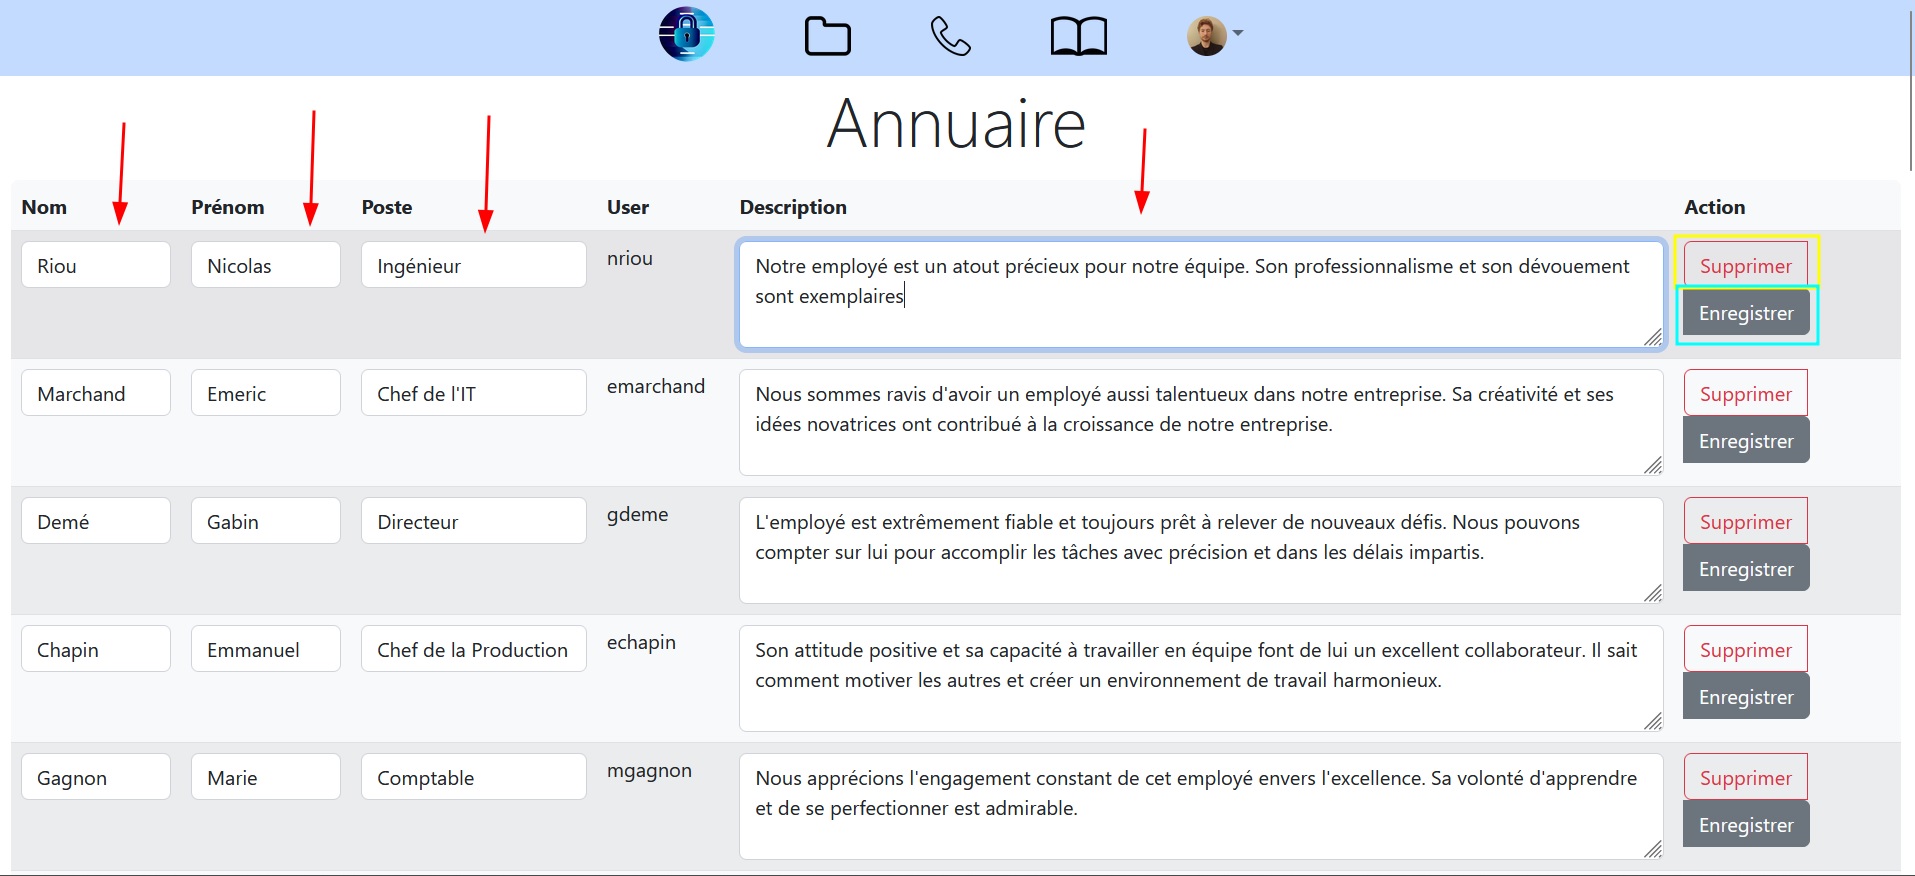 Annuaire
Nom Prénom Poste User Description Action
Riou Nicolas Ingénieur nriou Notre employé est un atout précieux pour notre équipe. Son professionnalisme et son dévouement Supprimer
sont exemplaires Enregistrer
Marchand Emeric Chef de l'IT emarchand Nous sommes ravis d'avoir un employé aussi talentueux dans notre entreprise. Sa créativité et ses Supprimer
idées novatrices ont contribué à la croissance de notre entreprise. Enregistrer
Demé Gabin Directeur gdeme L'employé est extrêmement fiable et toujours prêt à relever de nouveaux défis. Nous pouvons Supprimer
compter sur lui pour accomplir les tâches avec précision et dans les délais impartis. Enregistrer
Chapin Emmanuel Chef de la Production echapin Son attitude positive et sa capacité à travailler en équipe font de lui un excellent collaborateur. Il sait Supprimer
comment motiver les autres et créer un environnement de travail harmonieux. Enregistrer
Gagnon Marie Comptable mgagnon Nous apprécions l'engagement constant de cet employé envers l'excellence. Sa volonté d'apprendre Supprimer
et de se perfectionner est admirable. Enregistrer